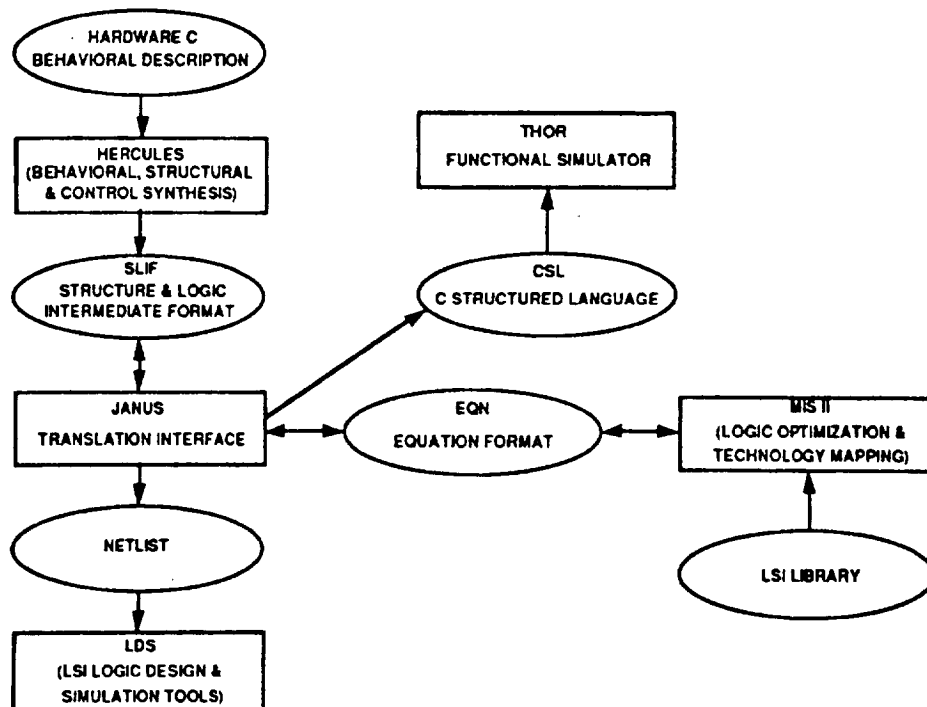 HARDWARE C
BEHAVIORAL DESCRIPTION
HERCULES
(BEHAVIORAL, STRUCTURAL
& CONTROL SYNTHESIS)
THOR
FUNCTIONAL SIMULATOR
SLIF
STRUCTURE & LOGIC
INTERMEDIATE FORMAT
CSL
C STRUCTURED LANGUAGE
JANUS
TRANSLATION INTERFACE
EQN
EQUATION FORMAT
MIS II
(LOGIC OPTIMIZATION &
TECHNOLOGY MAPPING)
NETLIST
LSI LIBRARY
LDS
(LSI LOGIC DESIGN &
SIMULATION TOOLS)